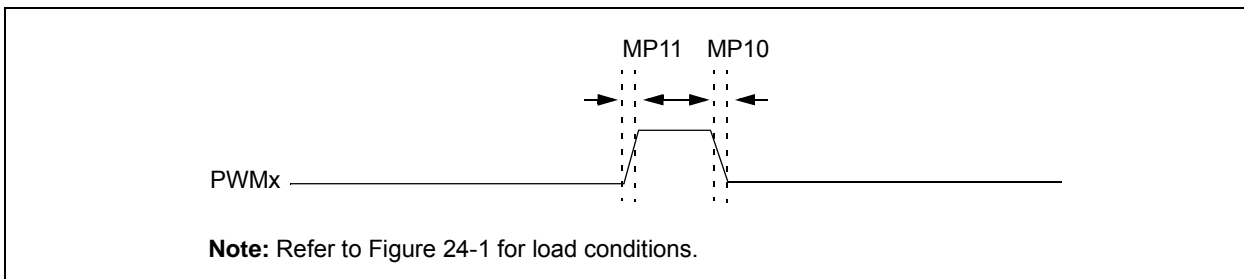 MP11 MP10
PWMx
Note: Refer to Figure 24-1 for load conditions.